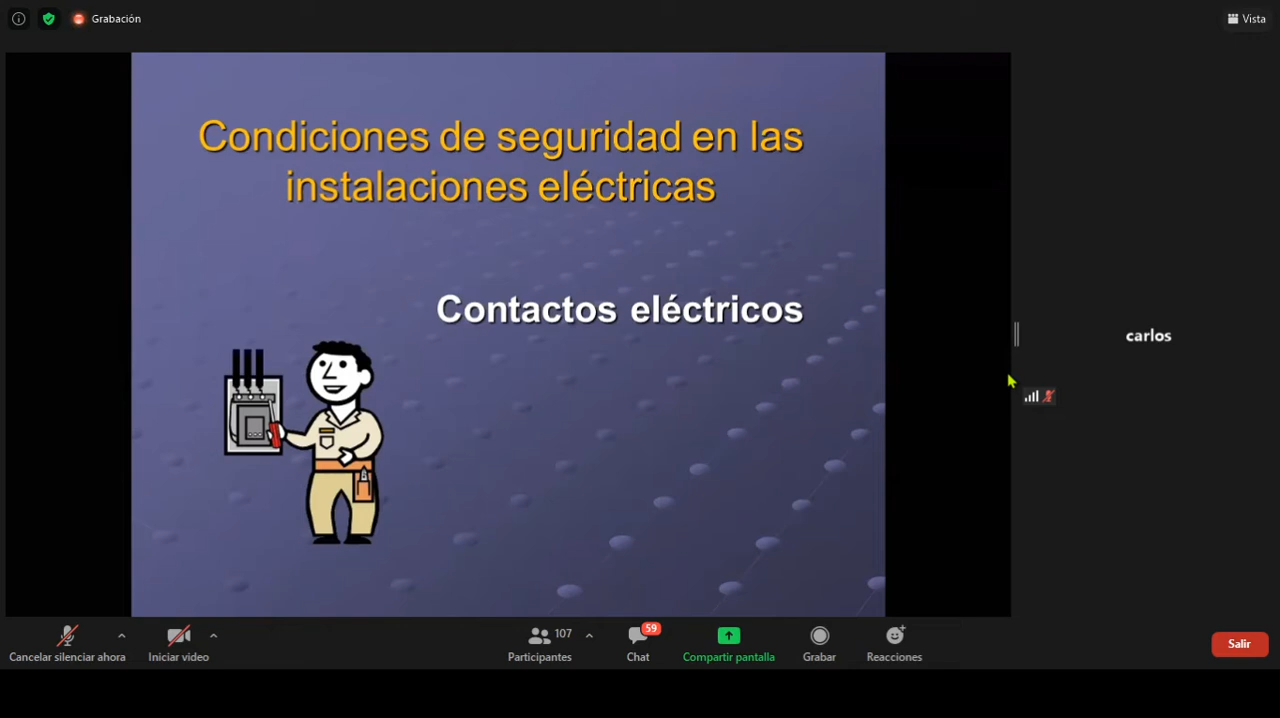 Grabación
Vista
Condiciones de seguridad en las
instalaciones eléctricas
Contactos eléctricos
carlos
Cancelar silenciar ahora
Iniciar video
107
Participantes
59
Chat
Compartir pantalla
Grabar
Reacciones
Salir